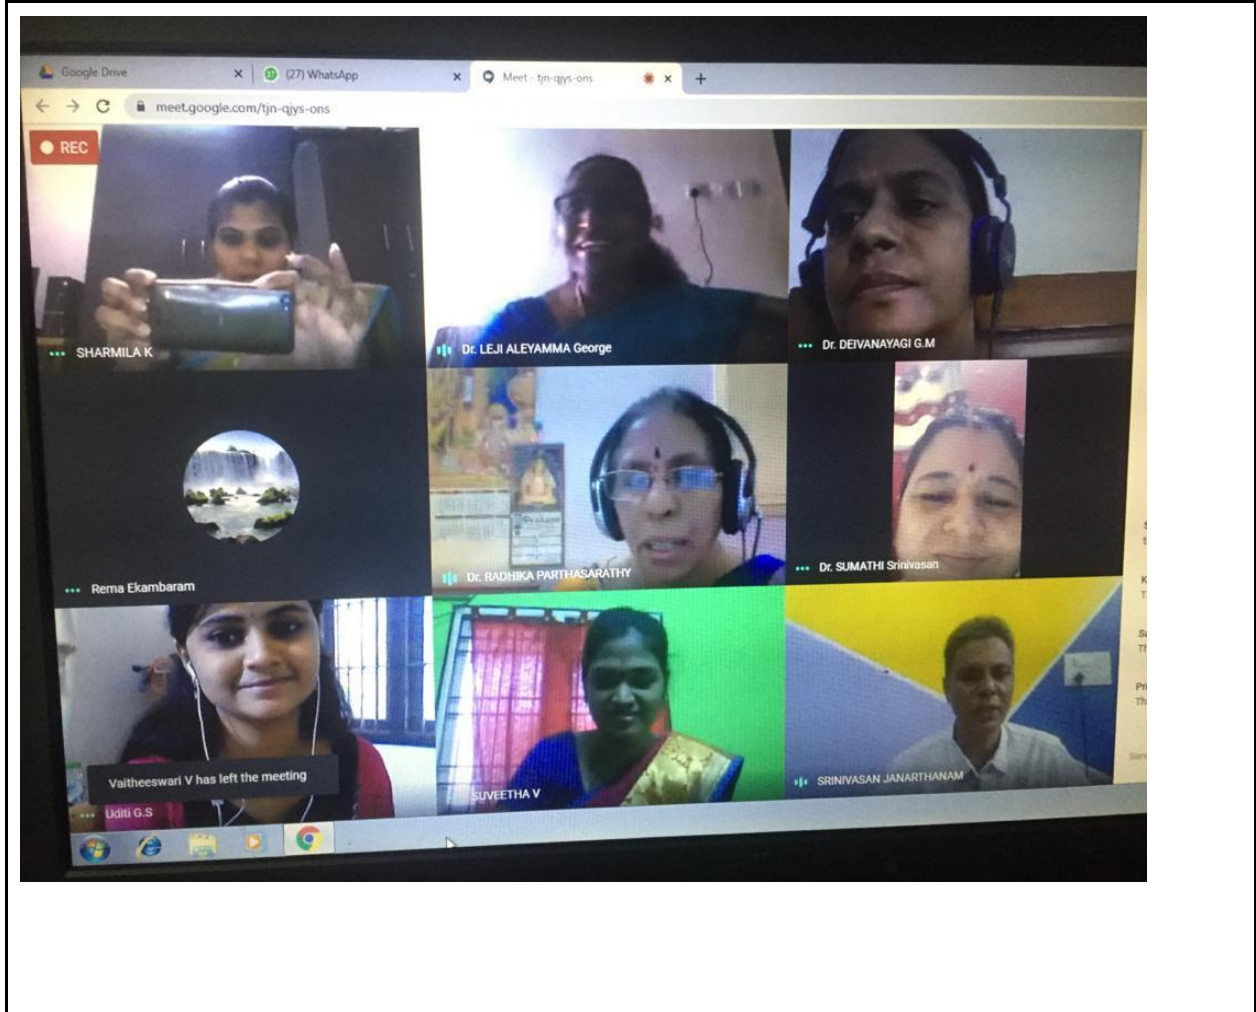 Google Drive
(27) WhatsApp
Meet - tjn-qjys-ons
meet.google.com/tjn-qjys-ons
REC
SHARMILA K
Dr. LEJI ALEYAMMA George
Dr. DEIVANAYAGI G.M
Rema Ekambaram
Dr. RADHIKA PARTHASARATHY
Dr. SUMATHI Srinivasan
Vaitheeswari V has left the meeting
Uditi G.S
SUVEETHA V
SRINIVASAN JANARTHANAM